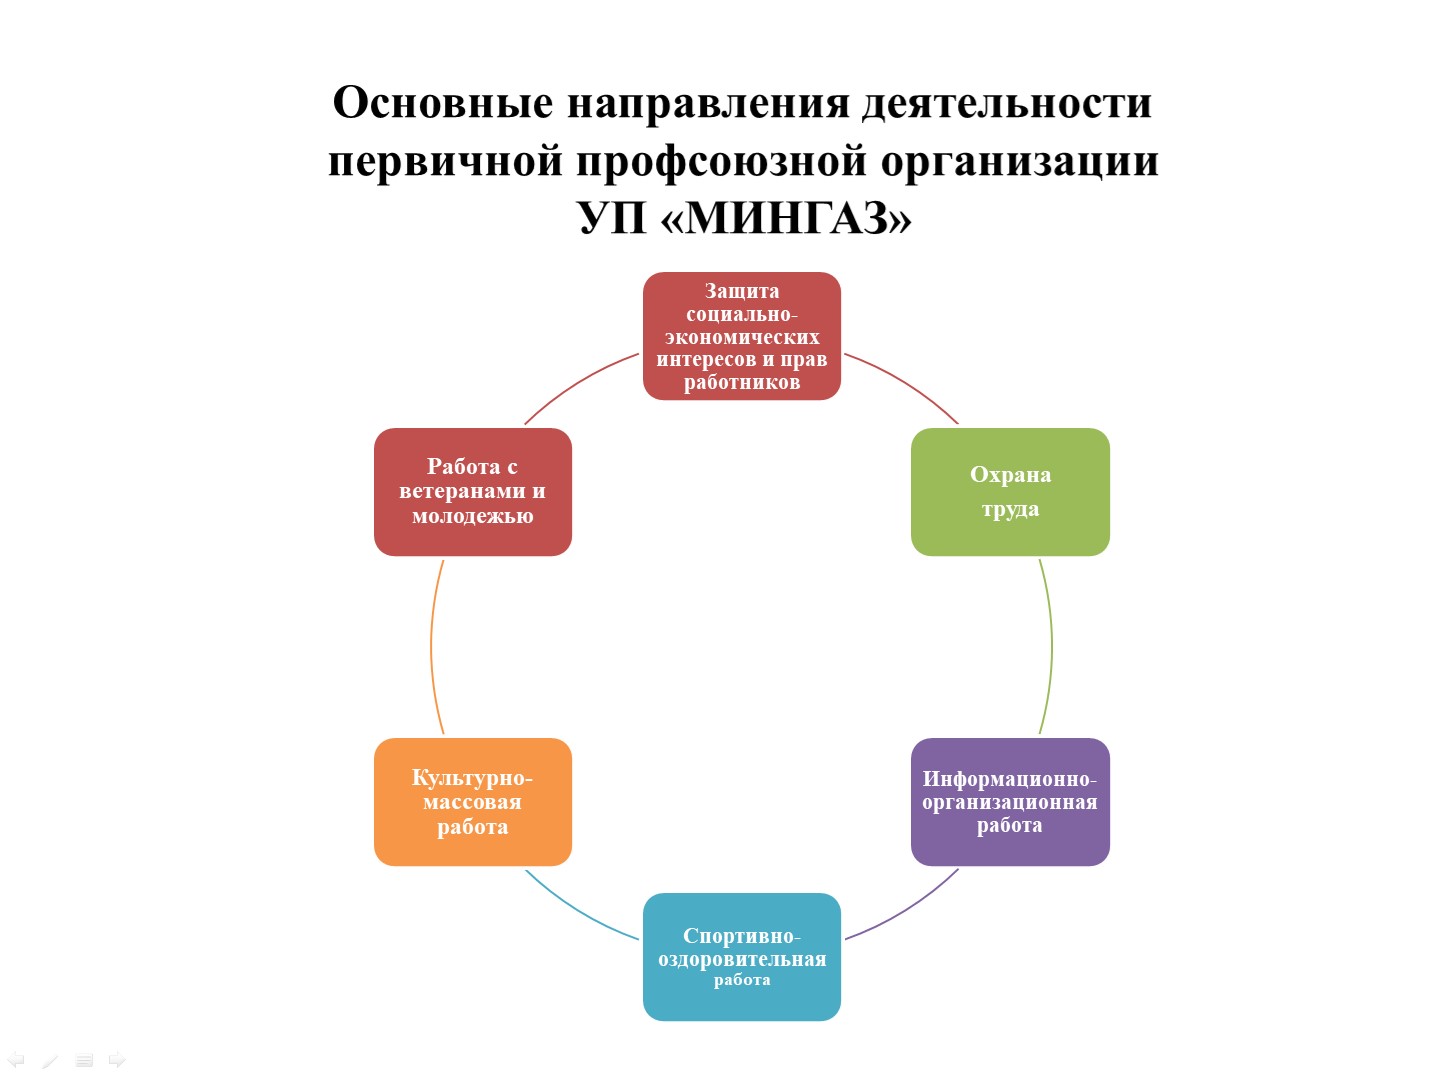 Основные направления деятельности
первичной профсоюзной организации
УП «МИНГАЗ»
Защита
социально-
экономических
интересов и прав
работников
Охрана
труда
Информационно-
организационная
работа
Спортивно-
оздоровительная
работа
Культурно-
массовая
работа
Работа с
ветеранами и
молодежью